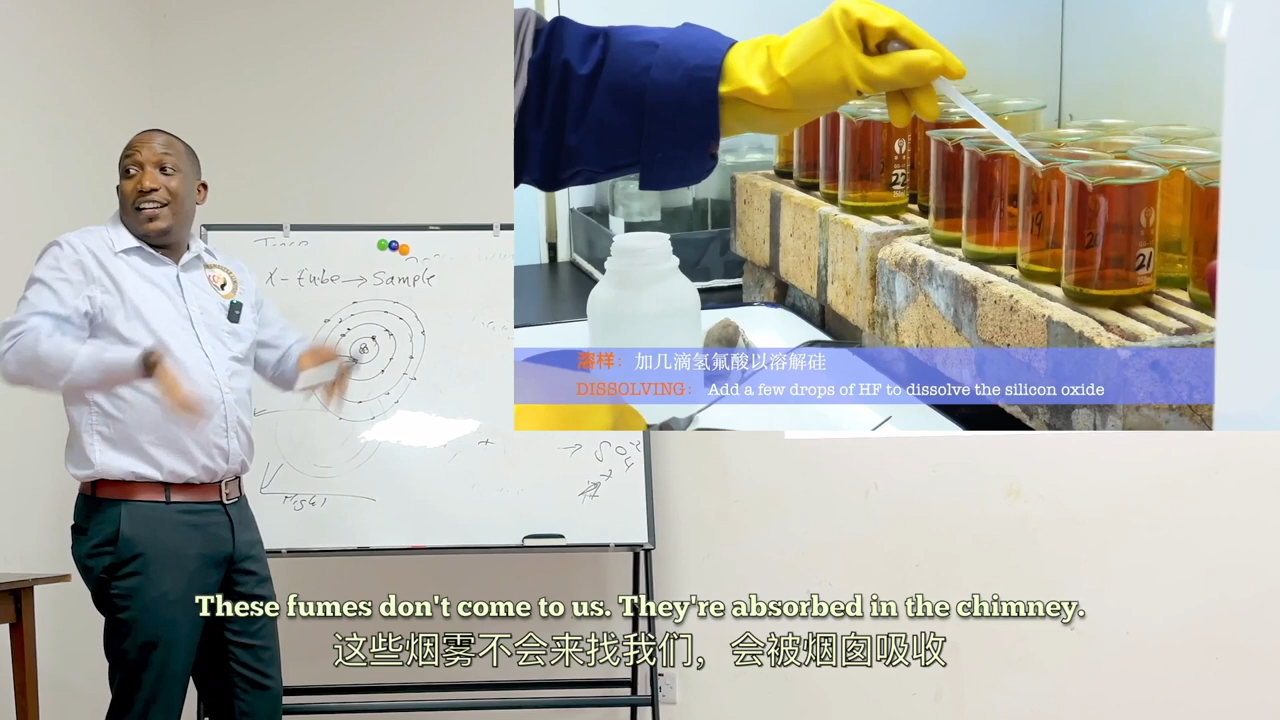 X-tube → Sample
22
19
20
21
溶样：加几滴氢氟酸以溶解硅
DISSOLVING: Add a few drops of HF to dissolve the silicon oxide
These fumes don't come to us. They're absorbed in the chimney.
这些烟雾不会来找我们，会被烟囱吸收